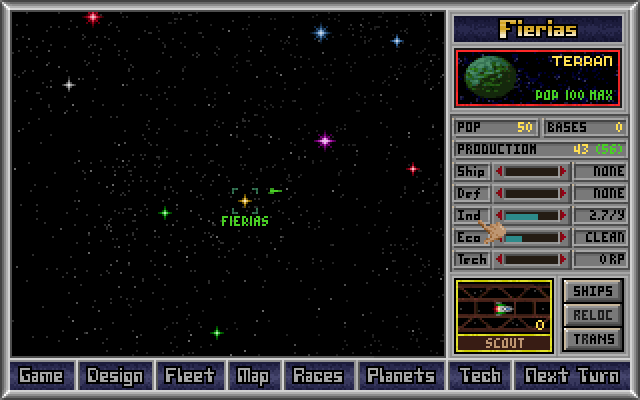 Fierias
TERRAN
POP 100 MAX
POP 50 BASES 0
PRODUCTION 43 (56)
Ship NONE
Def NONE
Ind 2.7/Y
Eco CLEAN
Tech 0 RP
FIERIAS
SHIPS
0 RELOC
SCOUT TRANS
Game Design Fleet Map Races Planets Tech Next Turn